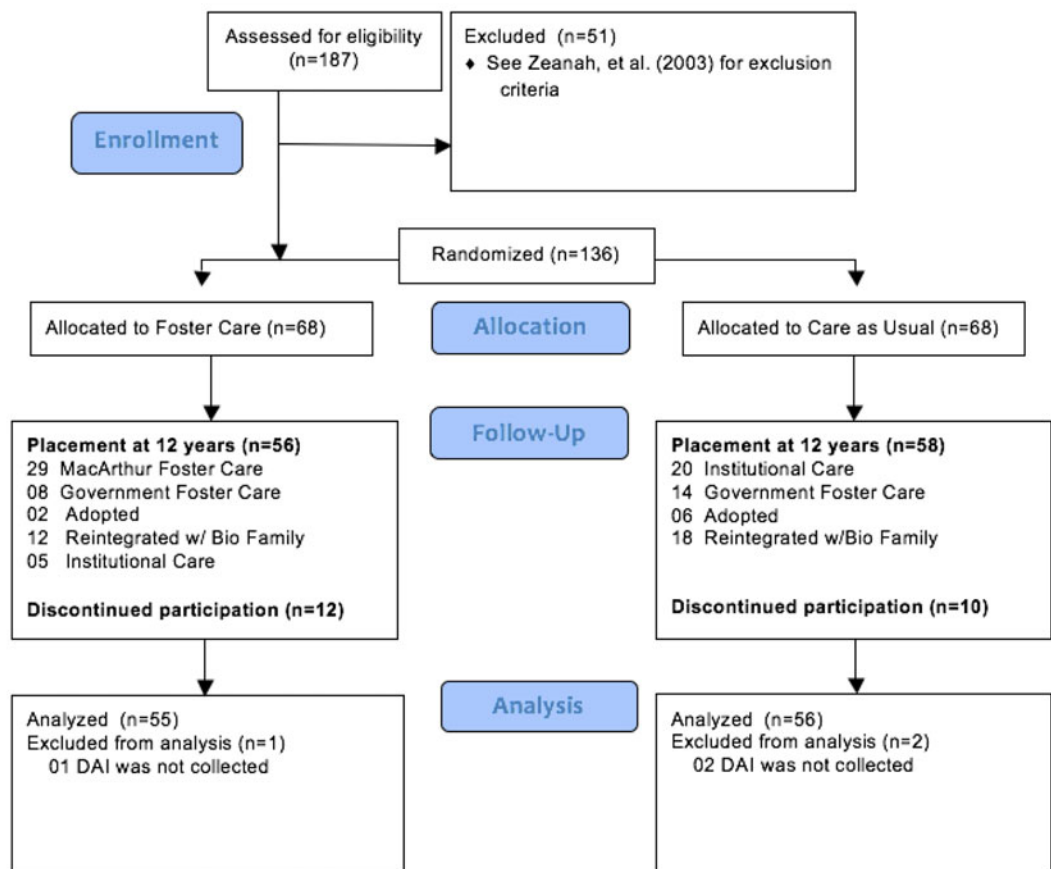 Assessed for eligibility
(n=187)
Excluded (n=51)
♦ See Zeanah, et al. (2003) for exclusion
criteria
Enrollment
Randomized (n=136)
Allocated to Foster Care (n=68)
Allocation
Allocated to Care as Usual (n=68)
Follow-Up
Placement at 12 years (n=56)
29 MacArthur Foster Care
08 Government Foster Care
02 Adopted
12 Reintegrated w/ Bio Family
05 Institutional Care
Discontinued participation (n=12)
Placement at 12 years (n=58)
20 Institutional Care
14 Government Foster Care
06 Adopted
18 Reintegrated w/Bio Family
Discontinued participation (n=10)
Analysis
Analyzed (n=55)
Excluded from analysis (n=1)
01 DAI was not collected
Analyzed (n=56)
Excluded from analysis (n=2)
02 DAI was not collected